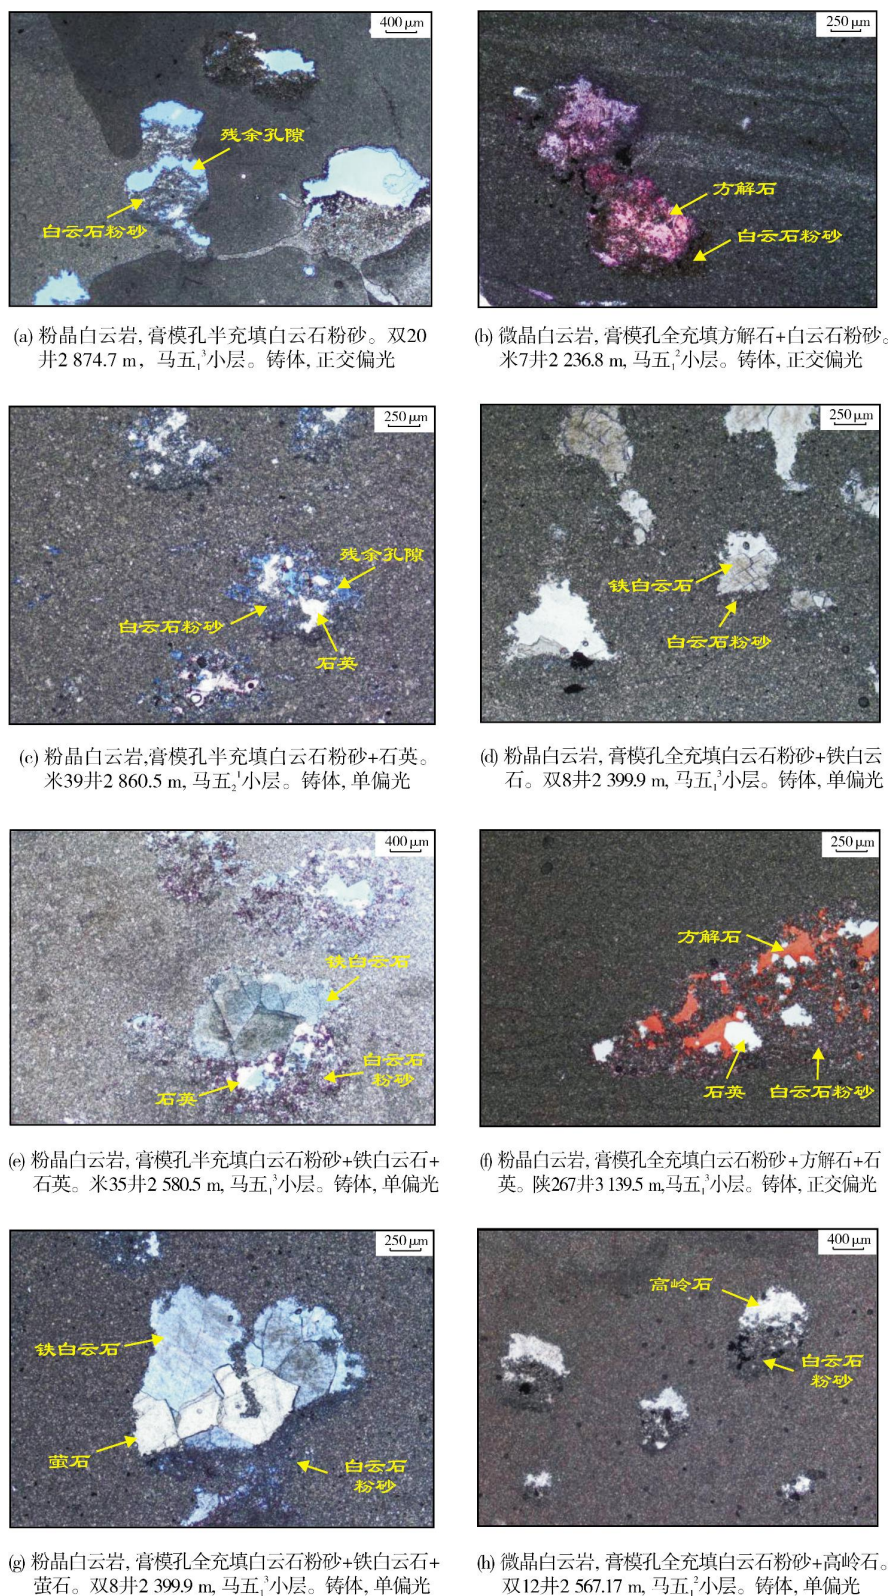 400 μm
残余孔隙
白云石粉砂
250 μm
方解石
白云石粉砂
(a) 粉晶白云岩, 膏模孔半充填白云石粉砂。双20
井2 874.7 m, 马五₁³小层。铸体, 正交偏光
(b) 微晶白云岩, 膏模孔全充填方解石+白云石粉砂。
米7井2 236.8 m, 马五₁²小层。铸体, 正交偏光
250 μm
残余孔隙
白云石粉砂
石英
250 μm
铁白云石
白云石粉砂
(c) 粉晶白云岩,膏模孔半充填白云石粉砂+石英。
米39井2 860.5 m, 马五₂¹小层。铸体, 单偏光
(d) 粉晶白云岩, 膏模孔全充填白云石粉砂+铁白云
石。双8井2 399.9 m, 马五₁³小层。铸体, 单偏光
400 μm
铁白云石
白云石
粉砂
石英
250 μm
方解石
石英
白云石粉砂
(e) 粉晶白云岩, 膏模孔半充填白云石粉砂+铁白云石+
石英。米35井2 580.5 m, 马五₁³小层。铸体, 单偏光
(f) 粉晶白云岩, 膏模孔全充填白云石粉砂+方解石+石
英。陕267井3 139.5 m,马五₁³小层。铸体, 正交偏光
250 μm
铁白云石
萤石
白云石
粉砂
400 μm
高岭石
白云石
粉砂
(g) 粉晶白云岩, 膏模孔全充填白云石粉砂+铁白云石+
萤石。双8井2 399.9 m, 马五₁³小层。铸体, 单偏光
(h) 微晶白云岩, 膏模孔全充填白云石粉砂+高岭石。
双12井2 567.17 m, 马五₁²小层。铸体, 单偏光